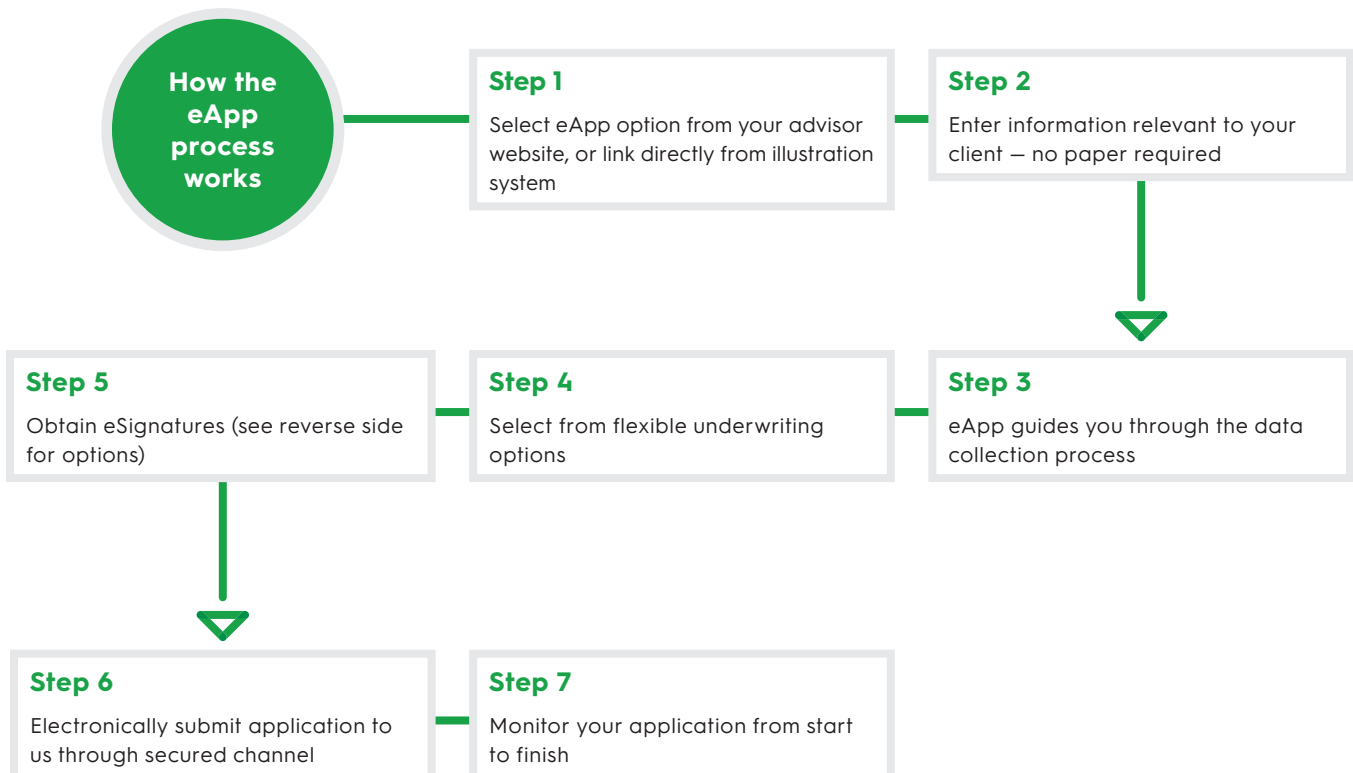 How the
eApp
process
works
Step 1
Select eApp option from your advisor
website, or link directly from illustration
system
Step 2
Enter information relevant to your
client – no paper required
Step 3
eApp guides you through the data
collection process
Step 4
Select from flexible underwriting
options
Step 5
Obtain eSignatures (see reverse side
for options)
Step 6
Electronically submit application to
us through secured channel
Step 7
Monitor your application from start
to finish